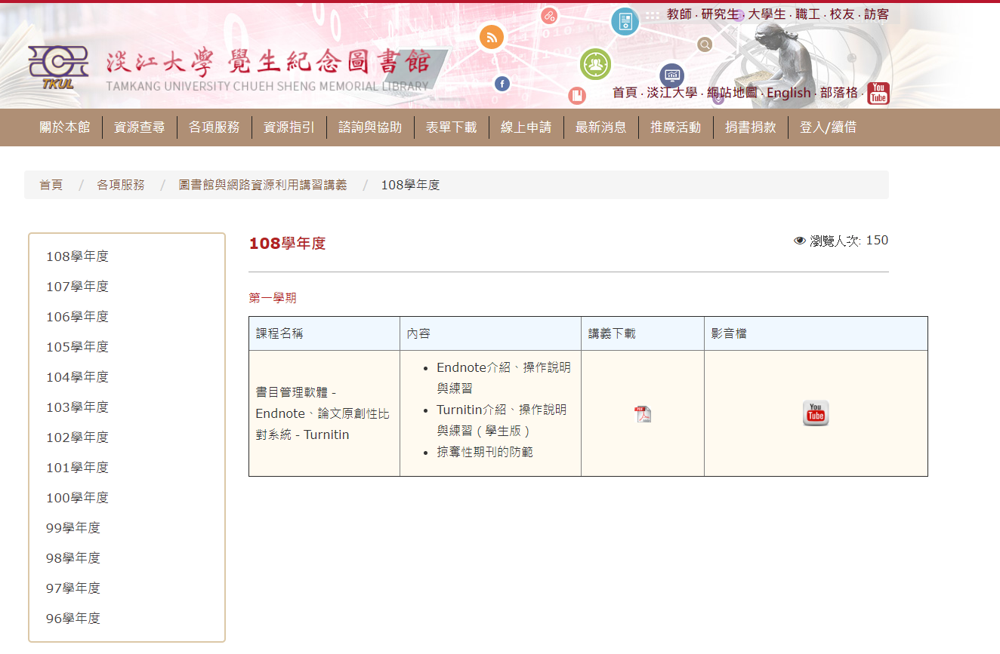 教師 · 研究生 · 大學生 · 職工 · 校友 · 訪客
淡江大學 覺生紀念圖書館
TKUL
TAMKANG UNIVERSITY CHUEH SHENG MEMORIAL LIBRARY
首頁 · 淡江大學 · 網站地圖 · English · 部落格 ·
You Tube
關於本館 資源查尋 各項服務 資源指引 諮詢與協助 表單下載 線上申請 最新消息 推廣活動 捐書捐款 登入/續借
首頁 / 各項服務 / 圖書館與網路資源利用講習講義 / 108學年度
108學年度
107學年度
106學年度
105學年度
104學年度
103學年度
102學年度
101學年度
100學年度
99學年度
98學年度
97學年度
96學年度
108學年度
瀏覽人次: 150
第一學期
課程名稱 內容 講義下載 影音檔
書目管理軟體 -
Endnote、論文原創性比
對系統 - Turnitin
• Endnote介紹、操作說明
與練習
• Turnitin介紹、操作說明
與練習 ( 學生版 )
• 掠奪性期刊的防範
PDF
You Tube